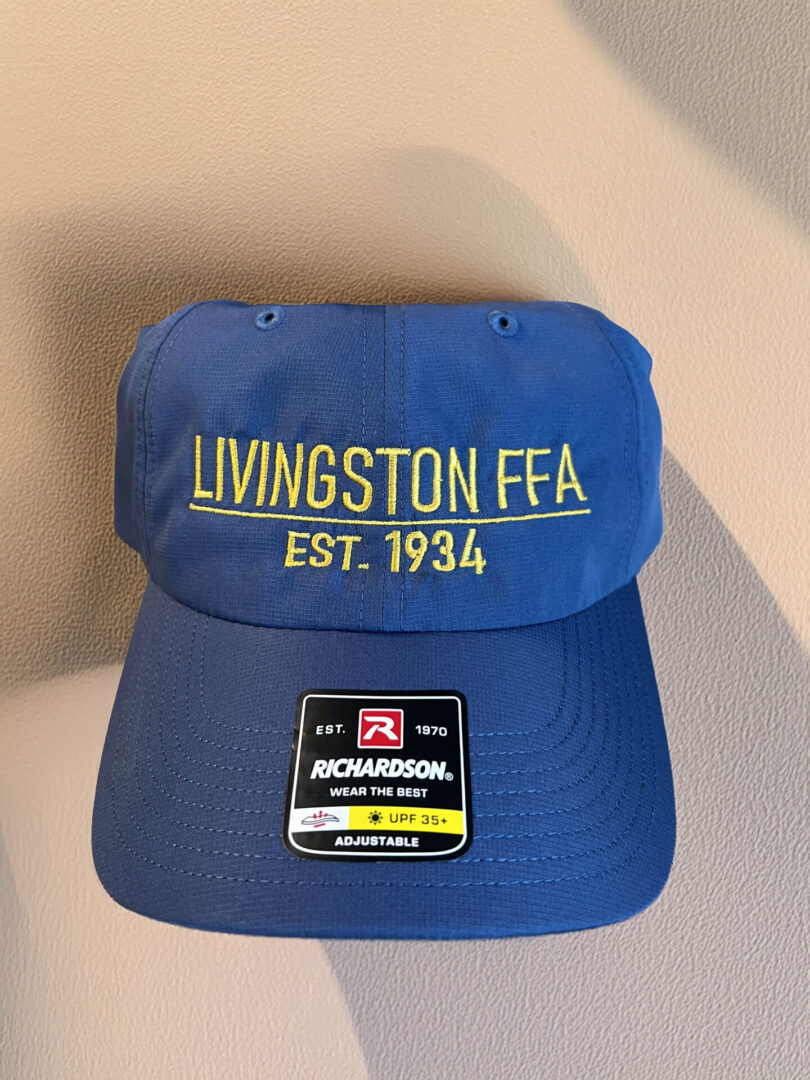 LIVINGSTON FFA
EST. 1934
EST. R 1970
RICHARDSON®
WEAR THE BEST
UPF 35+
ADJUSTABLE